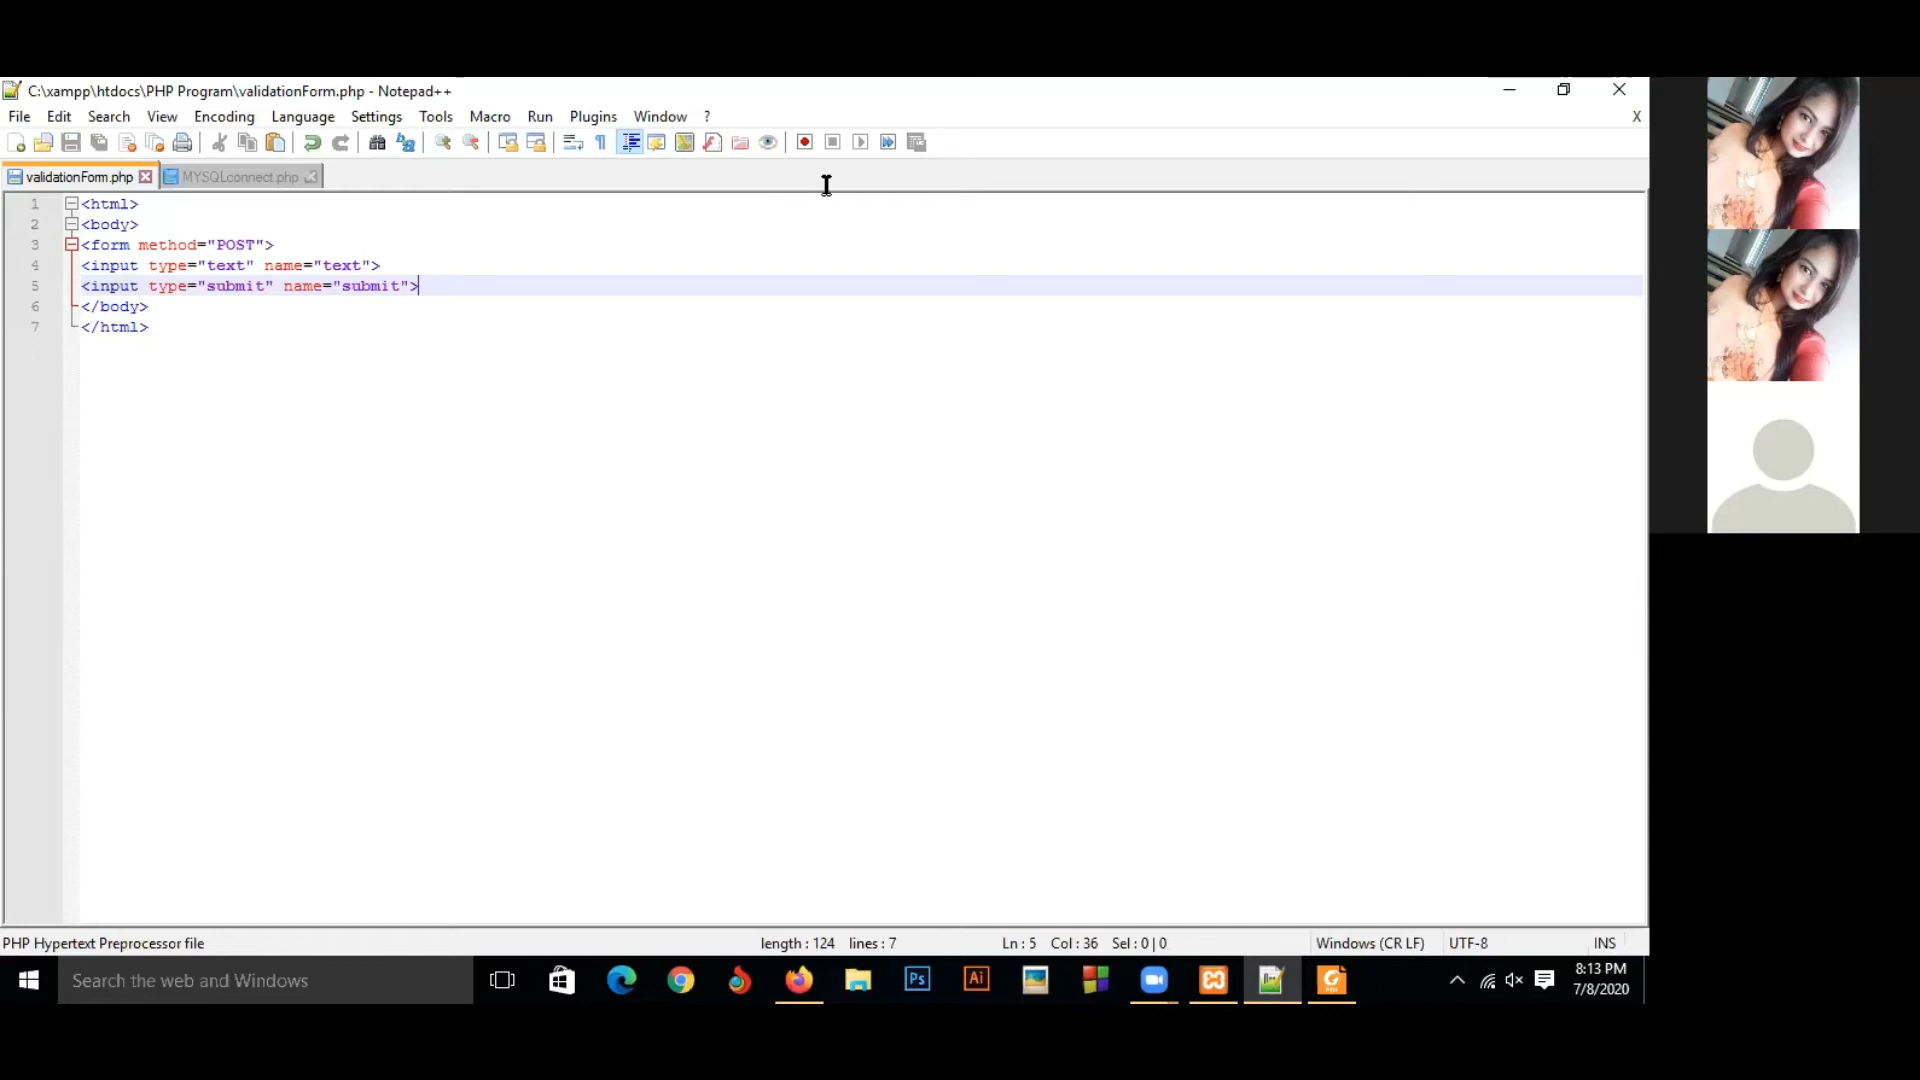 C:\xampp\htdocs\PHP Program\validationForm.php - Notepad++
File Edit Search View Encoding Language Settings Tools Macro Run Plugins Window ? X
validationForm.php MYSQLconnect.php
1 <html>
2 <body>
3 <form method="POST">
4 <input type="text" name="text">
5 <input type="submit" name="submit">
6 </body>
7 </html>
PHP Hypertext Preprocessor file length : 124 lines : 7 Ln : 5 Col : 36 Sel : 0 | 0 Windows (CR LF) UTF-8 INS
Search the web and Windows Ps Ai 8:13 PM
7/8/2020